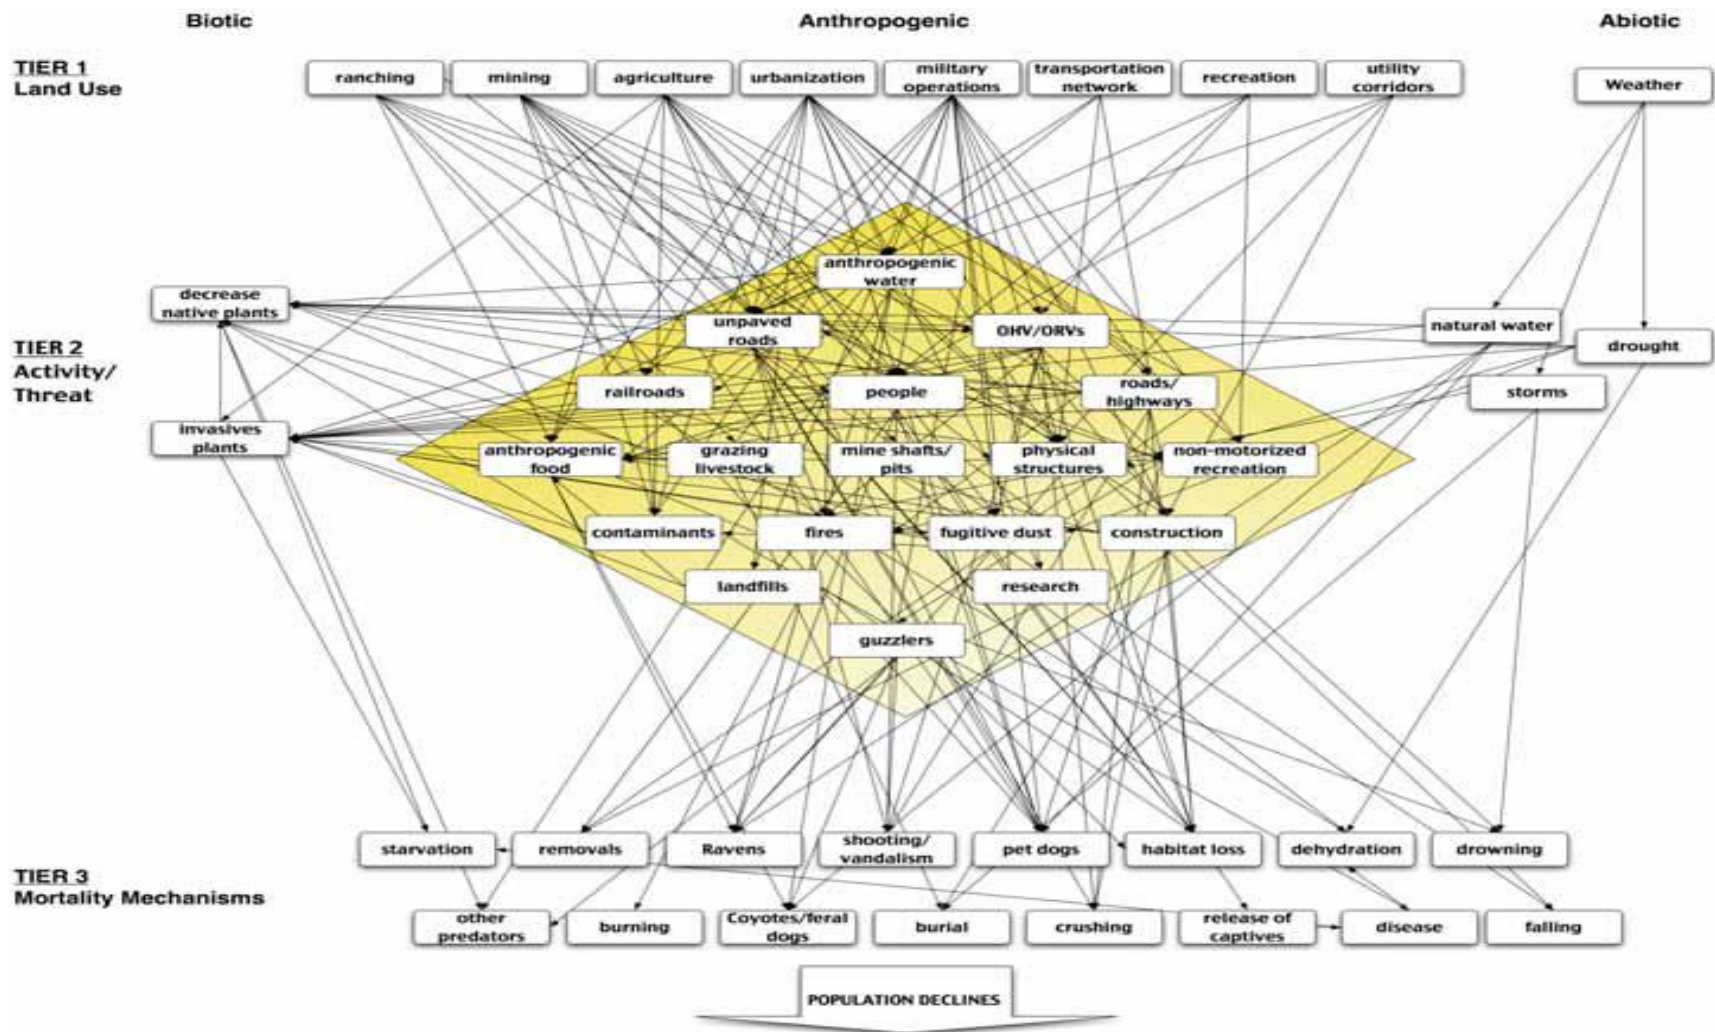 Biotic
Anthropogenic
Abiotic
TIER 1
Land Use
ranching
mining
agriculture
urbanization
military
operations
transportation
network
recreation
utility
corridors
Weather
TIER 2
Activity/
Threat
decrease
native plants
invasives
plants
anthropogenic
water
unpaved
roads
OHV/ORVs
railroads
people
roads/
highways
anthropogenic
food
grazing
livestock
mine shafts/
pits
physical
structures
non-motorized
recreation
contaminants
fires
fugitive dust
construction
landfills
research
guzzlers
natural water
drought
storms
TIER 3
Mortality Mechanisms
starvation
removals
Ravens
shooting/
vandalism
pet dogs
habitat loss
dehydration
drowning
other
predators
burning
Coyotes/feral
dogs
burial
crushing
release of
captives
disease
falling
POPULATION DECLINES